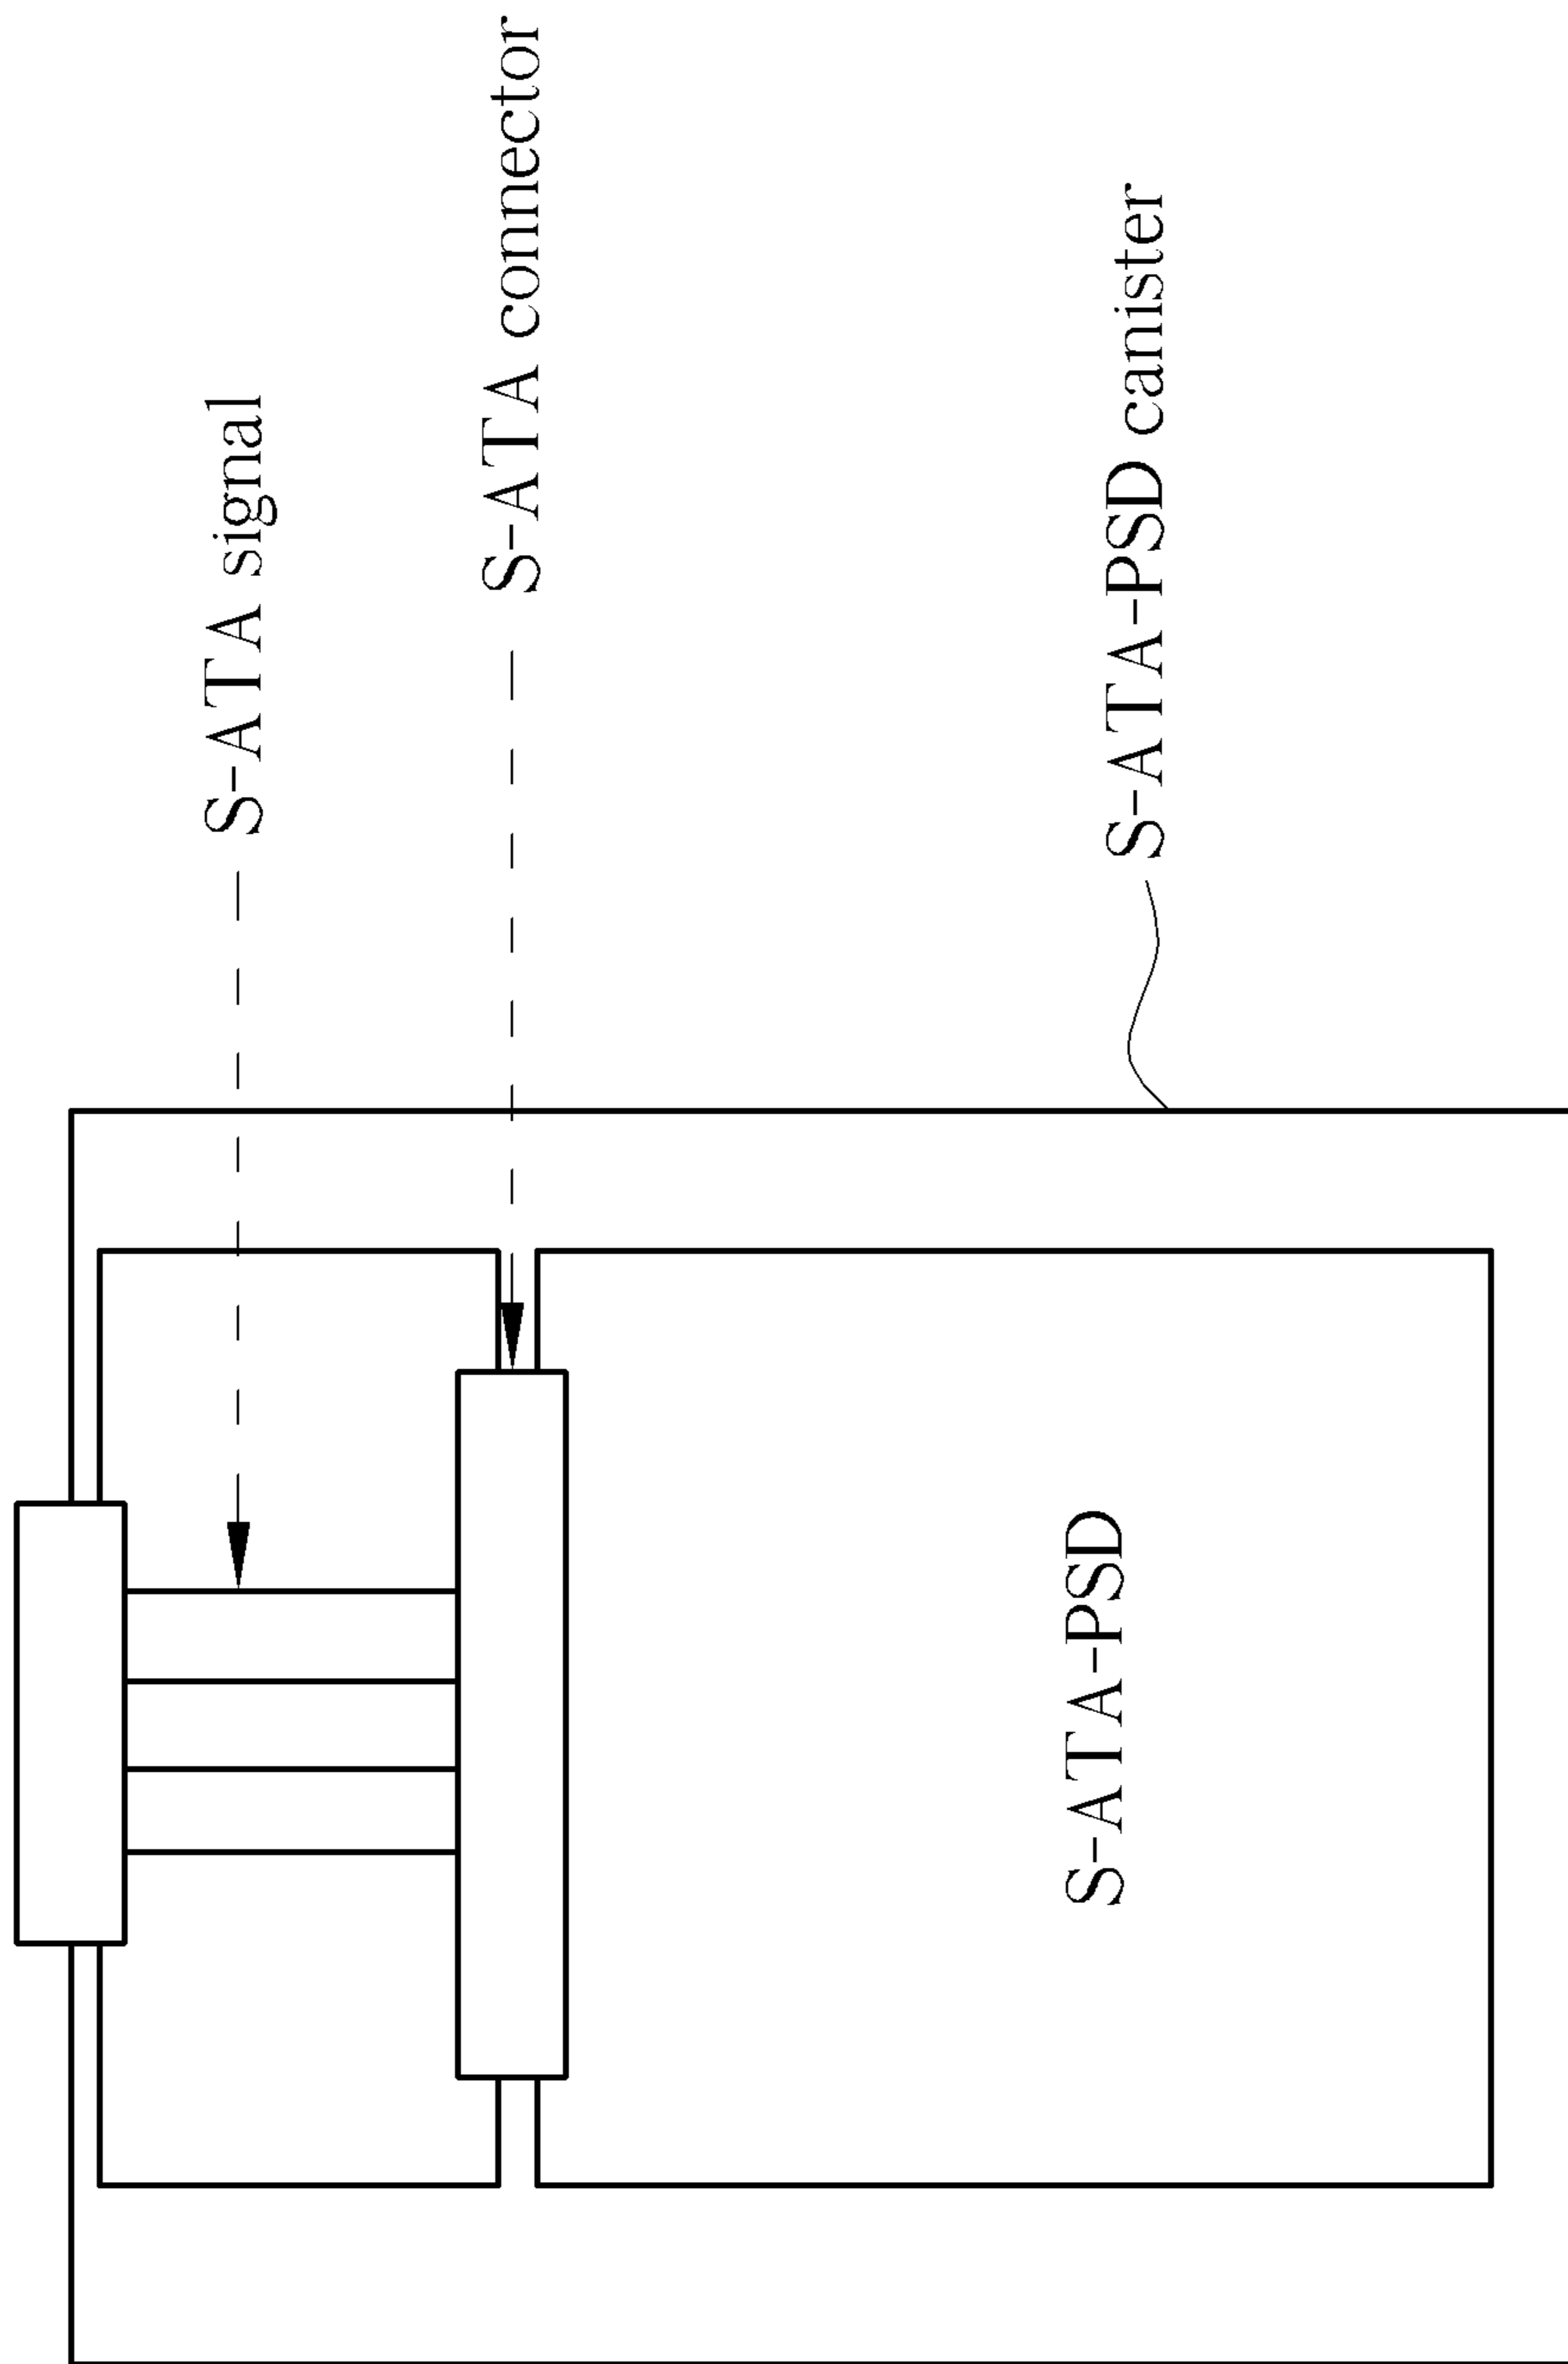 S-ATA signal
S-ATA connector
S-ATA-PSD canister
S-ATA-PSD